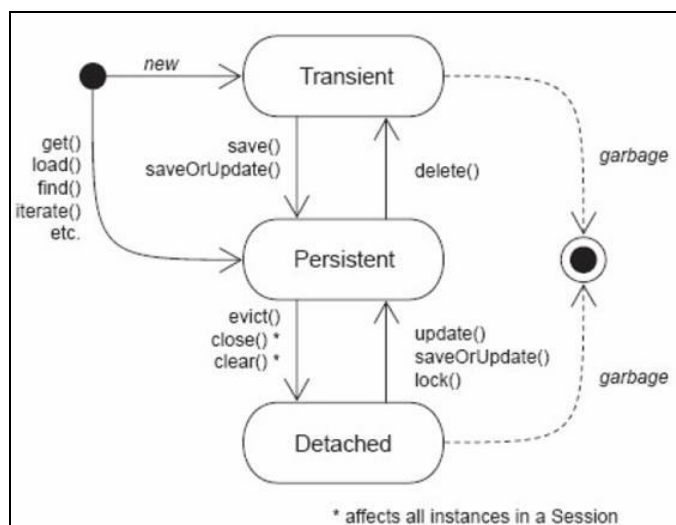 new
Transient
get()
load()
find()
iterate()
etc.
save()
saveOrUpdate()
delete()
garbage
Persistent
evict()
close() *
clear() *
update()
saveOrUpdate()
lock()
garbage
Detached
* affects all instances in a Session